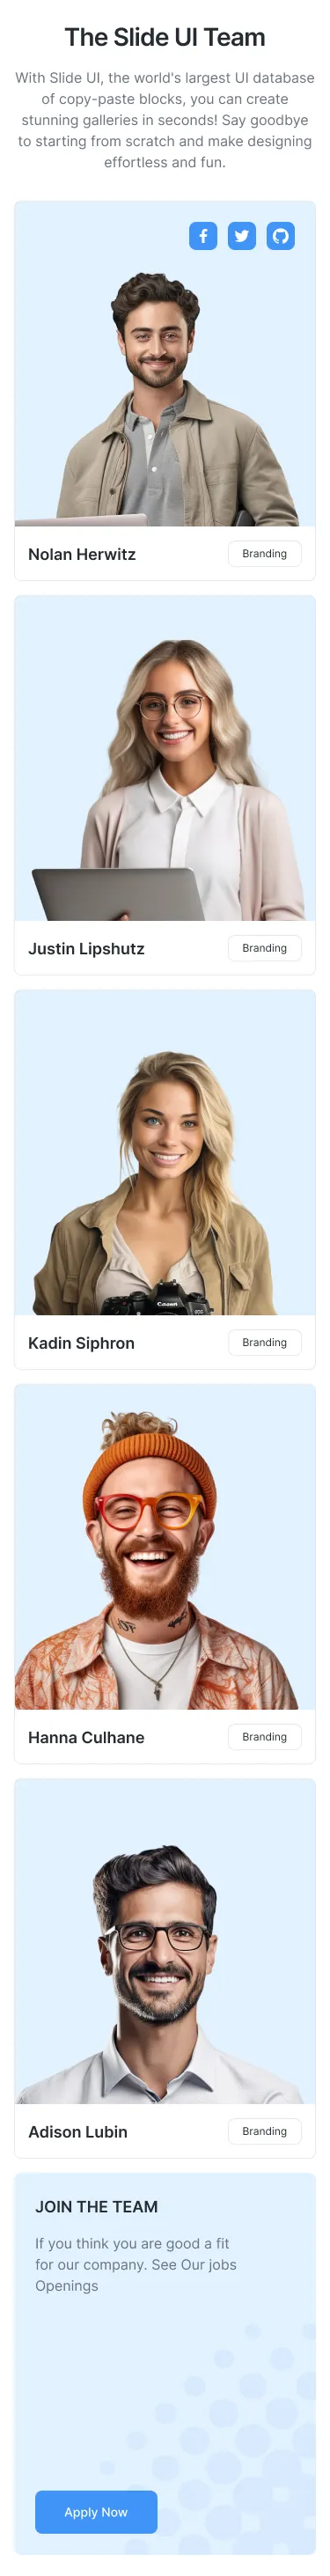 The Slide UI Team
With Slide UI, the world's largest UI database
of copy-paste blocks, you can create
stunning galleries in seconds! Say goodbye
to starting from scratch and make designing
effortless and fun.
Nolan Herwitz
Branding
Justin Lipshutz
Branding
Canon
Kadin Siphron
Branding
Hanna Culhane
Branding
Adison Lubin
Branding
JOIN THE TEAM
If you think you are good a fit
for our company. See Our jobs
Openings
Apply Now